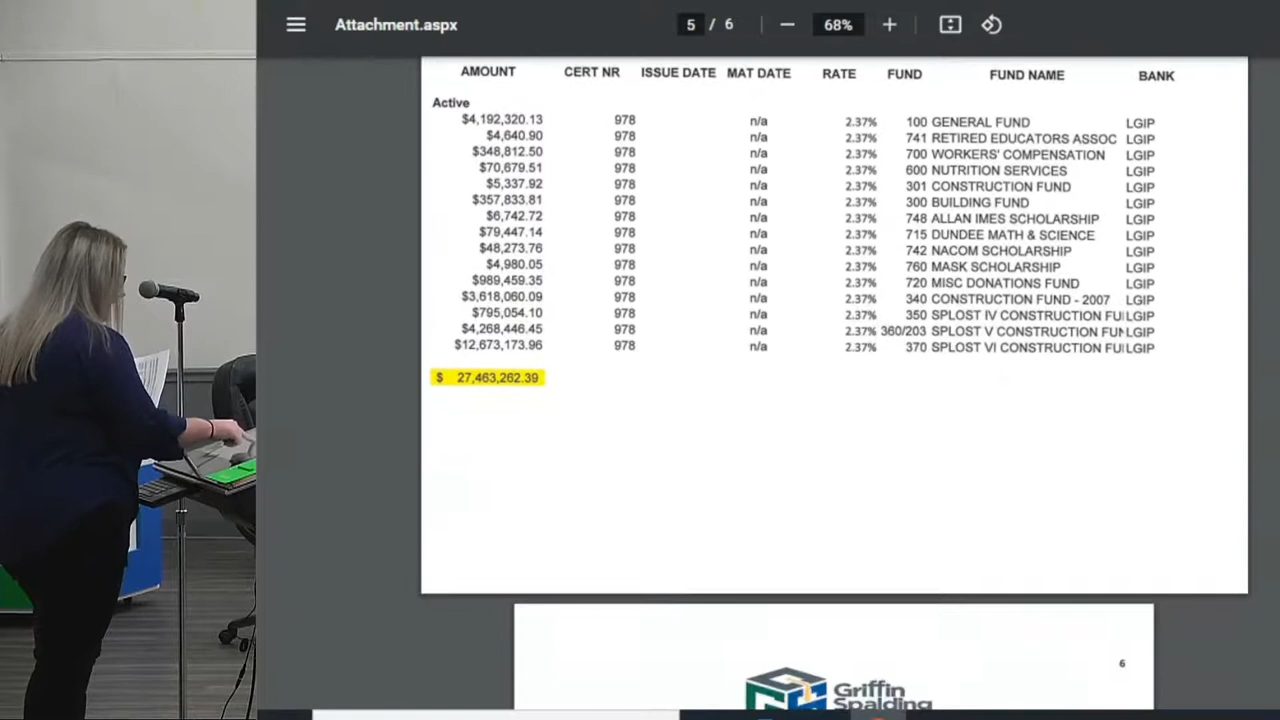 Attachment.aspx 5 / 6 68%
AMOUNT CERT NR ISSUE DATE MAT DATE RATE FUND FUND NAME BANK
Active
$4,192,320.13 978 n/a 2.37% 100 GENERAL FUND LGIP
$4,640.90 978 n/a 2.37% 741 RETIRED EDUCATORS ASSOC LGIP
$348,812.50 978 n/a 2.37% 700 WORKERS' COMPENSATION LGIP
$70,679.51 978 n/a 2.37% 600 NUTRITION SERVICES LGIP
$5,337.92 978 n/a 2.37% 301 CONSTRUCTION FUND LGIP
$357,833.81 978 n/a 2.37% 300 BUILDING FUND LGIP
$6,742.72 978 n/a 2.37% 748 ALLAN IMES SCHOLARSHIP LGIP
$79,447.14 978 n/a 2.37% 715 DUNDEE MATH & SCIENCE LGIP
$48,273.76 978 n/a 2.37% 742 NACOM SCHOLARSHIP LGIP
$4,980.05 978 n/a 2.37% 760 MASK SCHOLARSHIP LGIP
$989,459.35 978 n/a 2.37% 720 MISC DONATIONS FUND LGIP
$3,618,060.09 978 n/a 2.37% 340 CONSTRUCTION FUND - 2007 LGIP
$795,054.10 978 n/a 2.37% 350 SPLOST IV CONSTRUCTION FU LGIP
$4,268,446.45 978 n/a 2.37% 360/203 SPLOST V CONSTRUCTION FUN LGIP
$12,673,173.96 978 n/a 2.37% 370 SPLOST VI CONSTRUCTION FU LGIP
$ 27,463,262.39
6
Griffin
Spalding